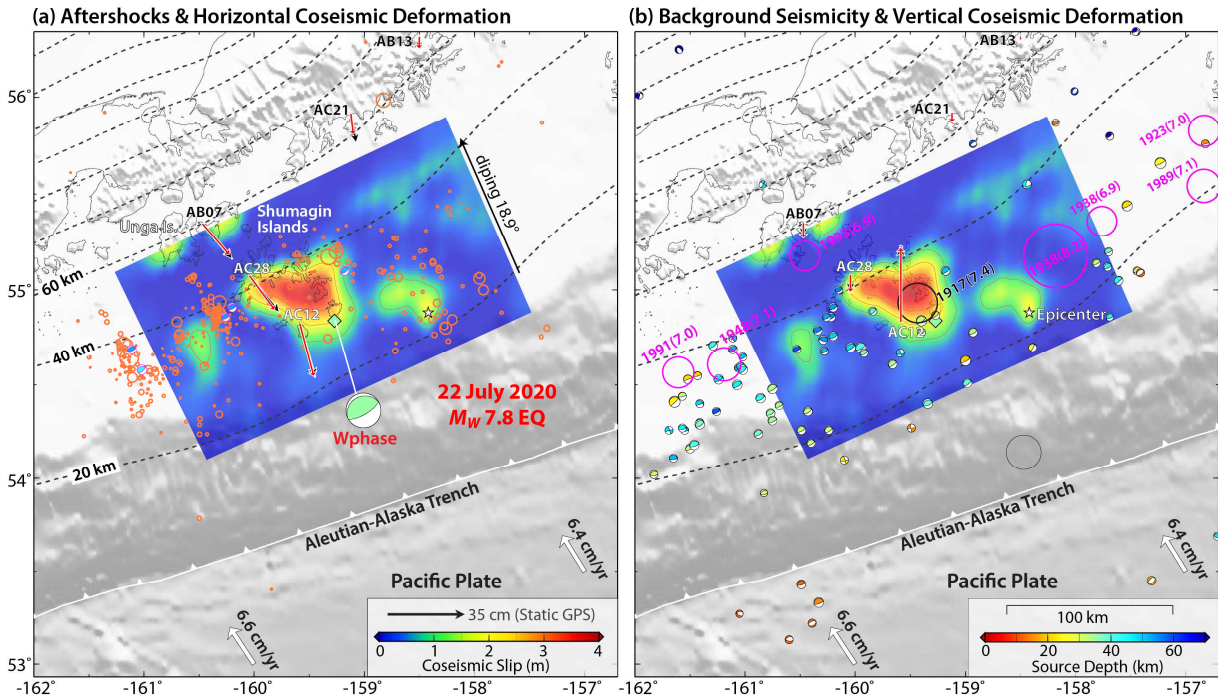 (a) Aftershocks & Horizontal Coseismic Deformation
AB13
56°
AC21
diping 18.9°
AB07
Unga Is.
Shumagin
Islands
60 km
AC28
55°
AC12
40 km
22 July 2020
Mw 7.8 EQ
Wphase
20 km
54°
Aleutian-Alaska Trench
6.4 cm/yr
Pacific Plate
6.6 cm/yr
35 cm (Static GPS)
0 1 2 3 4
Coseismic Slip (m)
53°
-162° -161° -160° -159° -158° -157°
(b) Background Seismicity & Vertical Coseismic Deformation
AB13
AC21
1923(7.0)
1989(7.1)
1938(6.9)
AB07
1993(6.9)
1938(8.2)
AC28
1917(7.4)
AC12
Epicenter
1991(7.0)
Aleutian-Alaska Trench
6.4 cm/yr
Pacific Plate
6.6 cm/yr
100 km
0 20 40 60
Source Depth (km)
-162° -161° -160° -159° -158° -157°